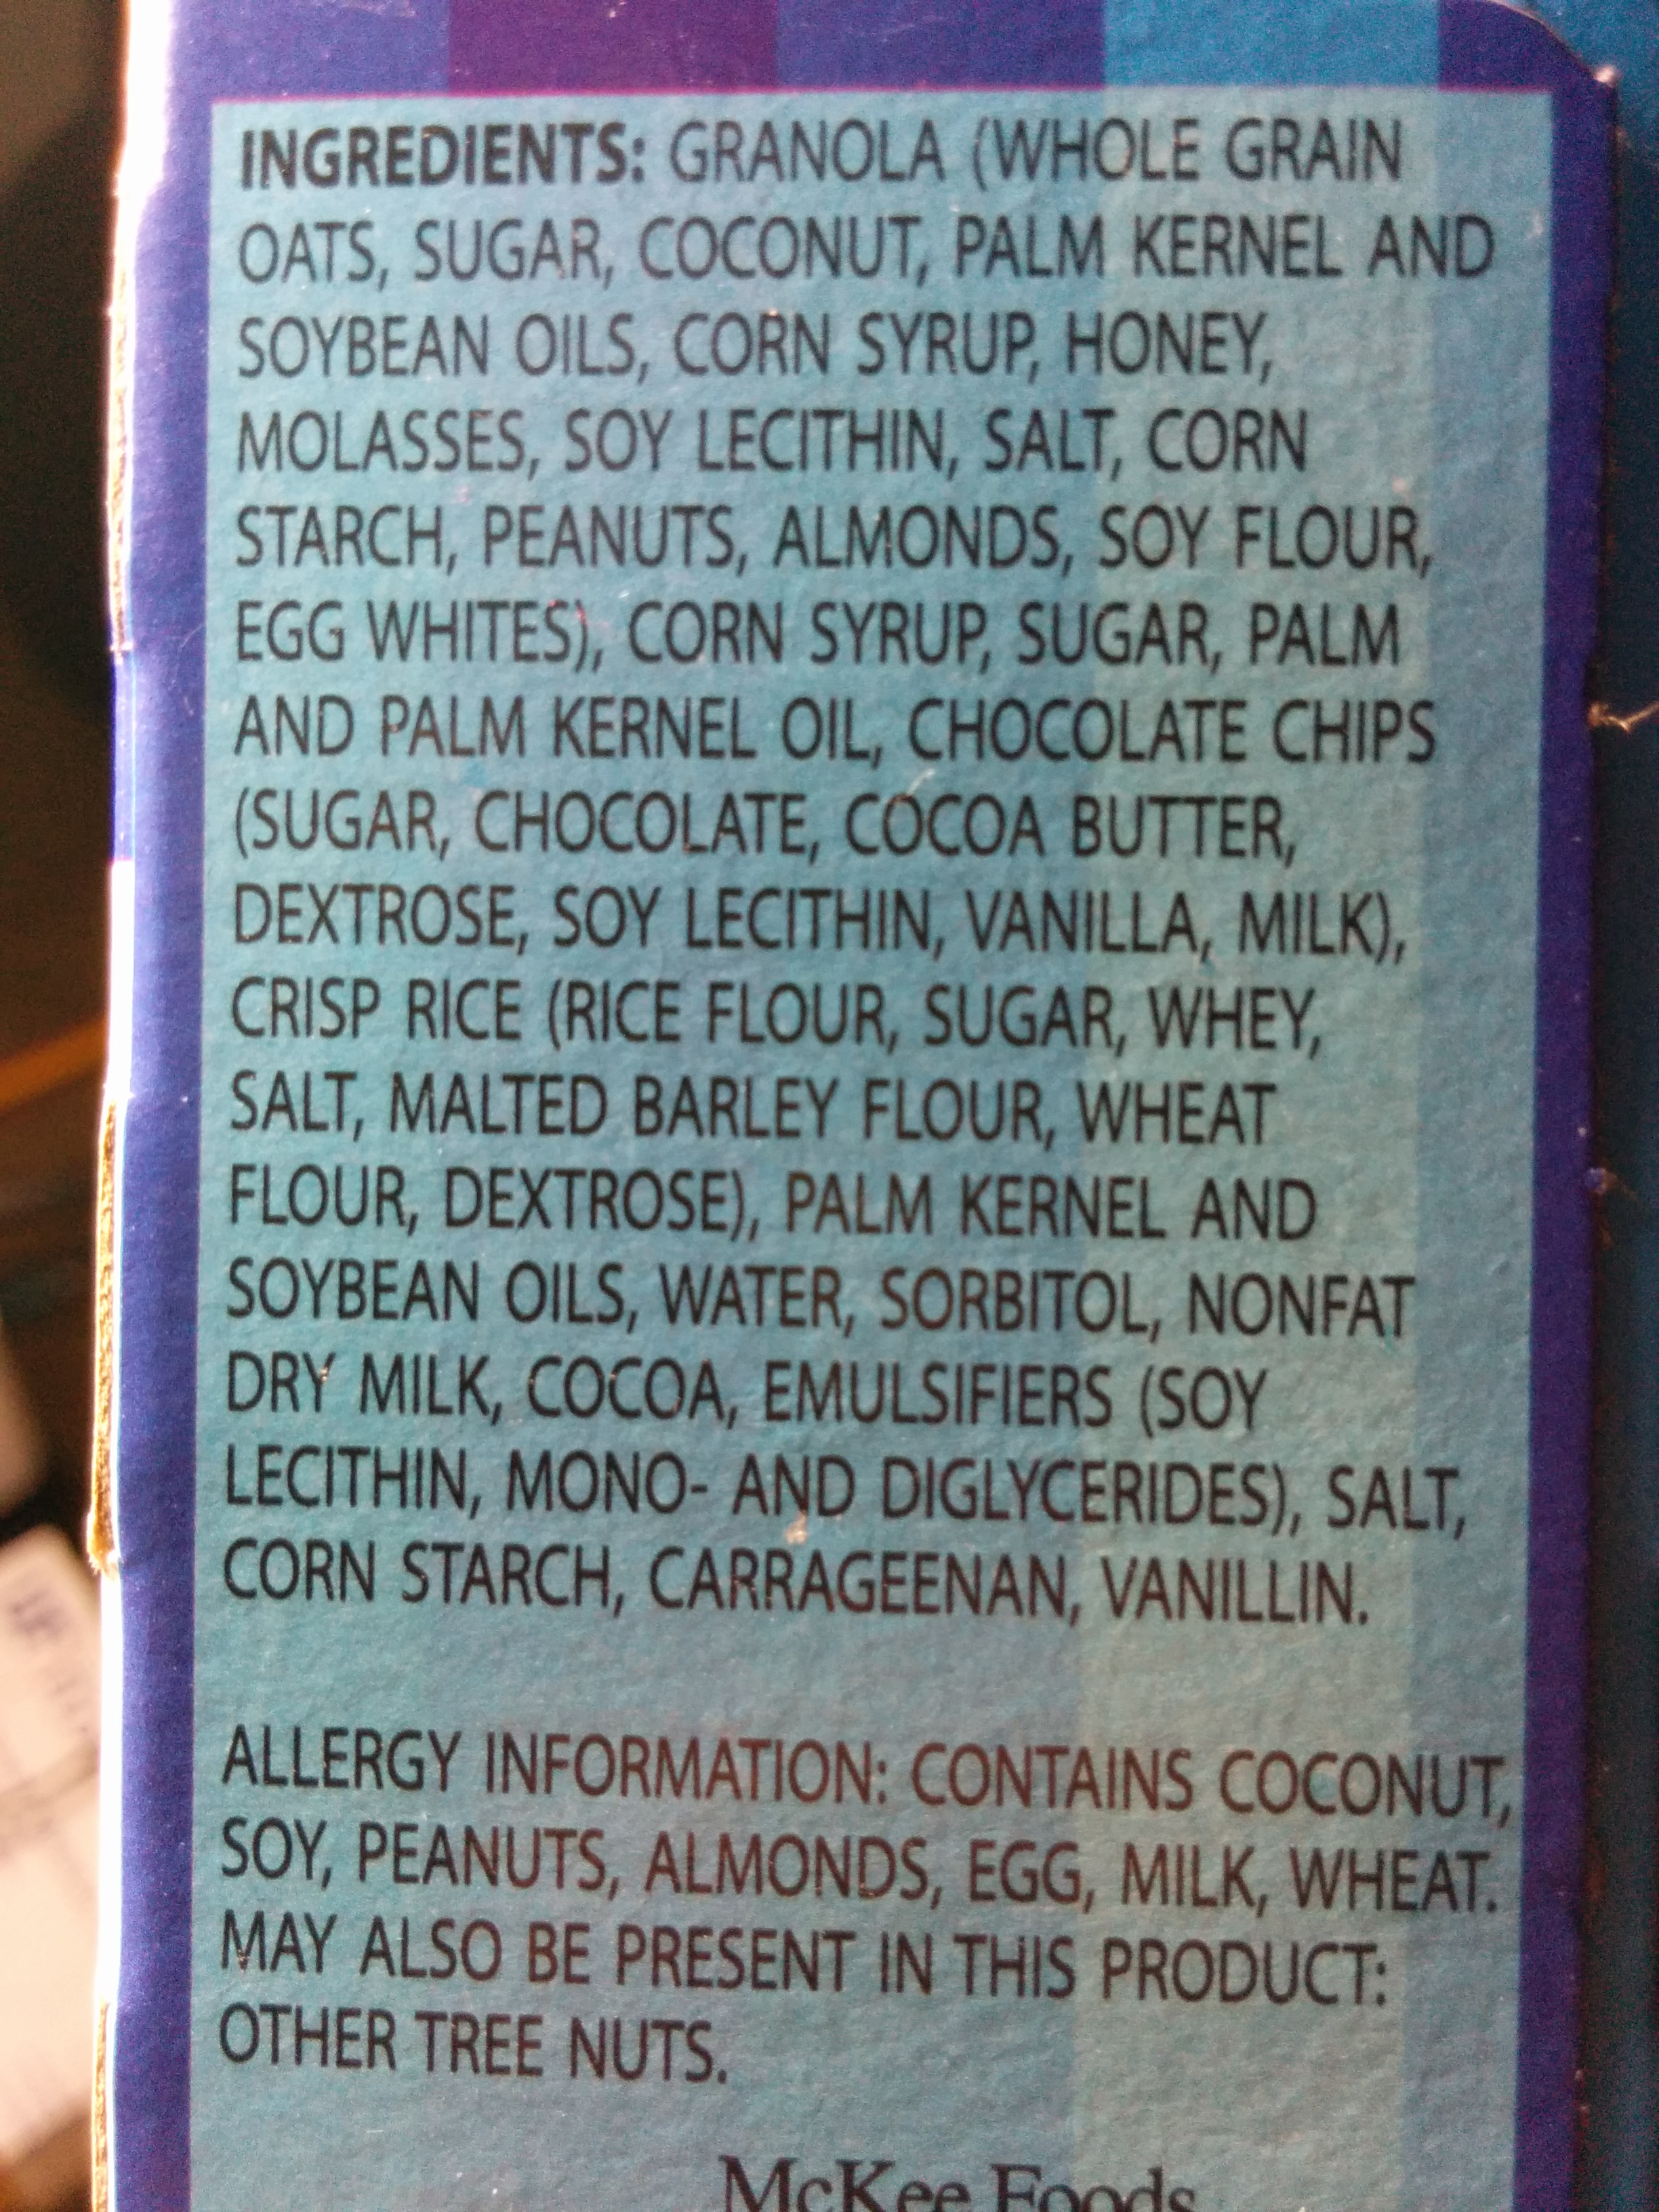 INGREDIENTS: GRANOLA (WHOLE GRAIN
OATS, SUGAR, COCONUT, PALM KERNEL AND
SOYBEAN OILS, CORN SYRUP, HONEY,
MOLASSES, SOY LECITHIN, SALT, CORN
STARCH, PEANUTS, ALMONDS, SOY FLOUR,
EGG WHITES), CORN SYRUP, SUGAR, PALM
AND PALM KERNEL OIL, CHOCOLATE CHIPS
(SUGAR, CHOCOLATE, COCOA BUTTER,
DEXTROSE, SOY LECITHIN, VANILLA, MILK),
CRISP RICE (RICE FLOUR, SUGAR, WHEY,
SALT, MALTED BARLEY FLOUR, WHEAT
FLOUR, DEXTROSE), PALM KERNEL AND
SOYBEAN OILS, WATER, SORBITOL, NONFAT
DRY MILK, COCOA, EMULSIFIERS (SOY
LECITHIN, MONO- AND DIGLYCERIDES), SALT,
CORN STARCH, CARRAGEENAN, VANILLIN.
ALLERGY INFORMATION: CONTAINS COCONUT,
SOY, PEANUTS, ALMONDS, EGG, MILK, WHEAT.
MAY ALSO BE PRESENT IN THIS PRODUCT:
OTHER TREE NUTS.
McKee Foods